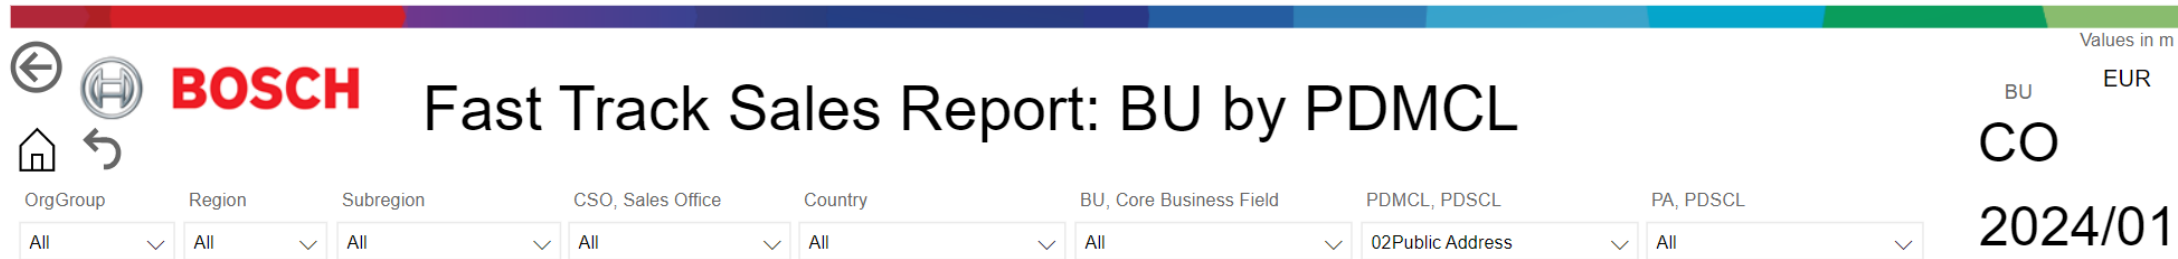 Values in m
EUR
BOSCH
Fast Track Sales Report: BU by PDMCL
BU
CO
OrgGroup Region Subregion CSO, Sales Office Country BU, Core Business Field PDMCL, PDSCL PA, PDSCL
All All All All All All 02Public Address All
2024/01